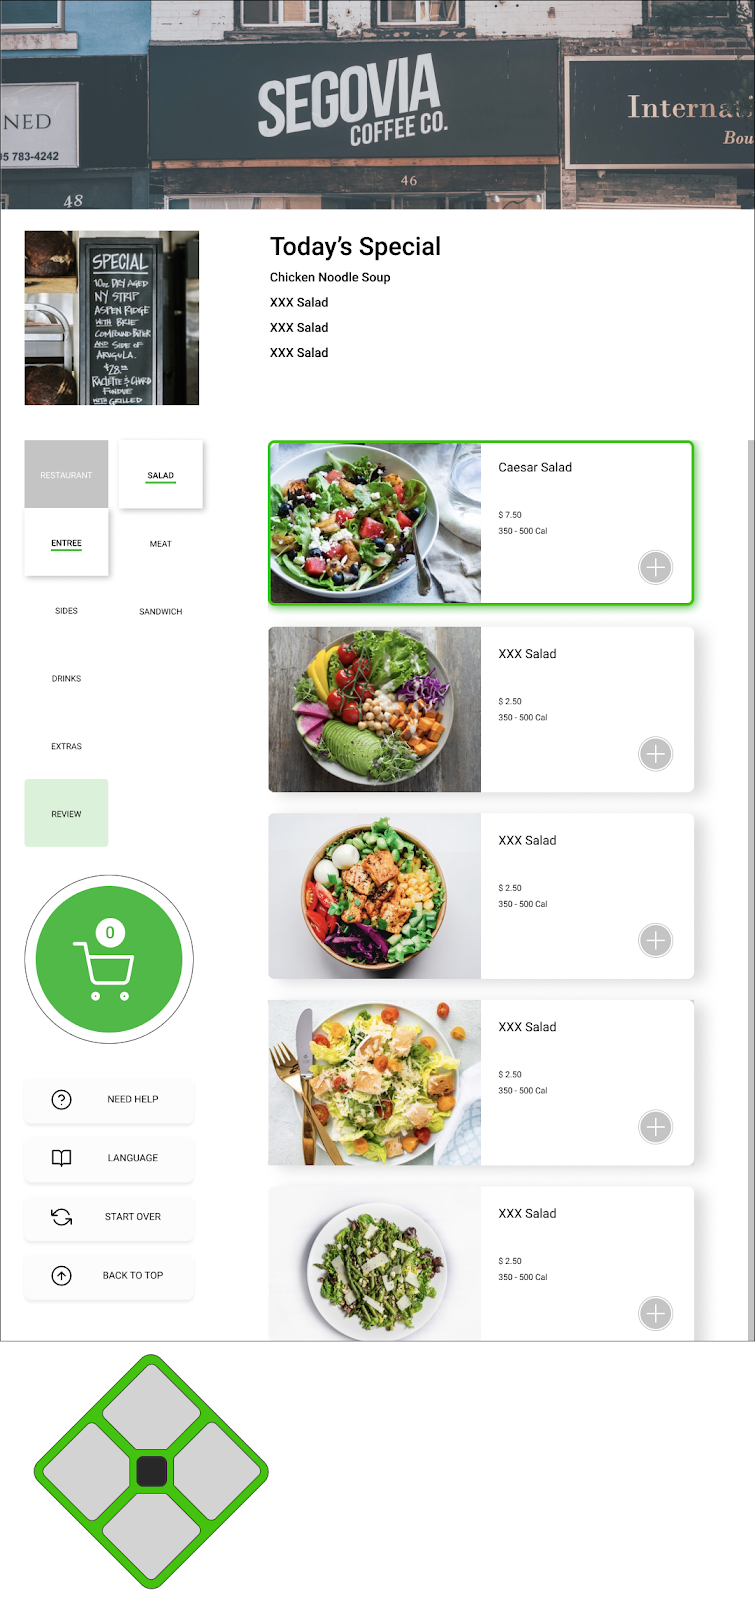 NED
05 783-4242
48
SEGOVIA
COFFEE CO.
46
Internat
Bou
SPECIAL
10oz DRY AGED
NY STRIP
ASPEN RIDGE
WITH BRIE
COMPOUND BUTTER
AND SIDE OF
ARUGULA.
$28.00
RACLETTE & CHARD
FONDUE
WITH GRILLED
Today’s Special
Chicken Noodle Soup
XXX Salad
XXX Salad
XXX Salad
RESTAURANT
SALAD
ENTREE
MEAT
SIDES
SANDWICH
DRINKS
EXTRAS
REVIEW
0
NEED HELP
LANGUAGE
START OVER
BACK TO TOP
Caesar Salad
$ 7.50
350 - 500 Cal
XXX Salad
$ 2.50
350 - 500 Cal
XXX Salad
$ 2.50
350 - 500 Cal
XXX Salad
$ 2.50
350 - 500 Cal
XXX Salad
$ 2.50
350 - 500 Cal